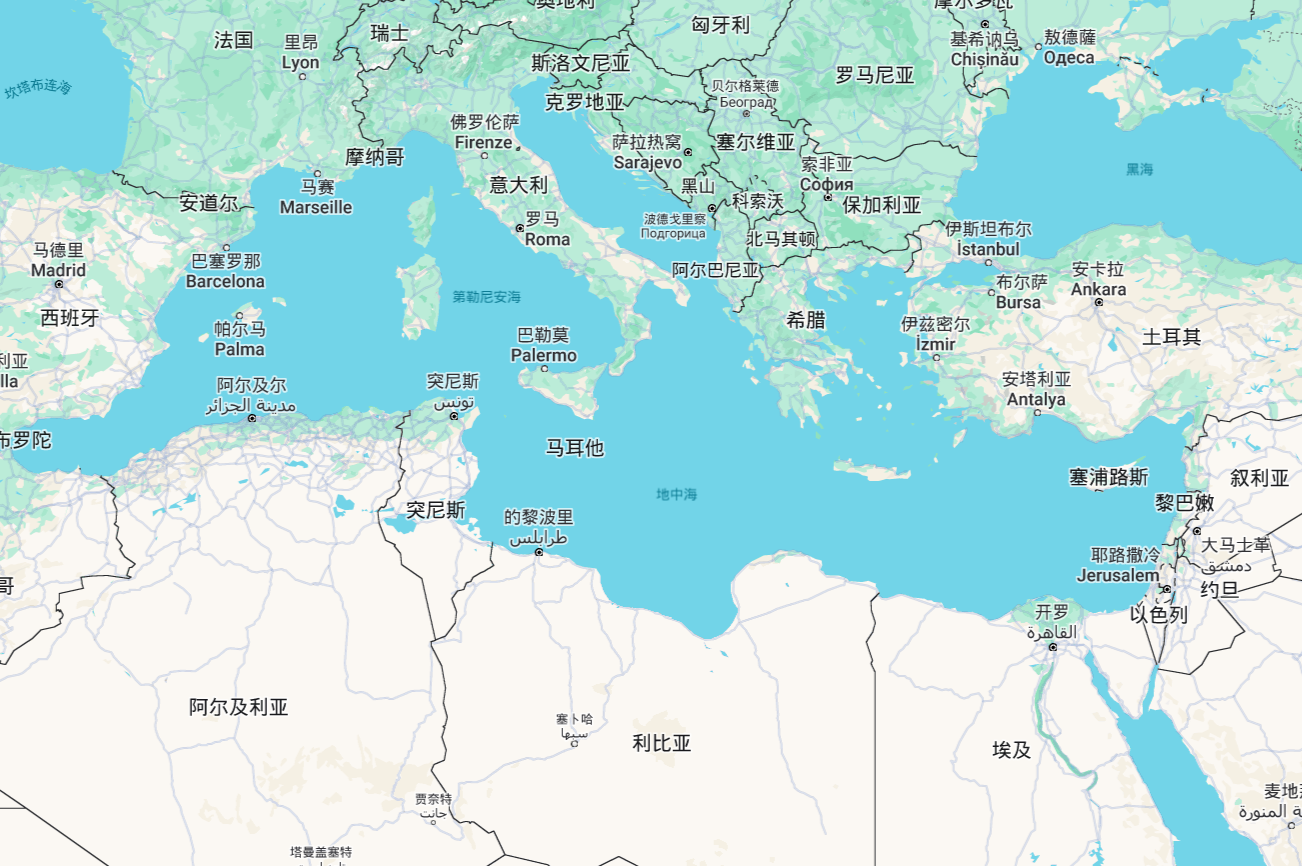 奥地利
摩尔多瓦
匈牙利
法国
里昂
Lyon
瑞士
基希讷乌
Chișinău
敖德薩
Одеса
斯洛文尼亚
罗马尼亚
坎塔布连海
克罗地亚
贝尔格莱德
Београд
佛罗伦萨
Firenze
萨拉热窝
Sarajevo
塞尔维亚
摩纳哥
索非亚
София
黑海
马赛
Marseille
意大利
黑山
科索沃
安道尔
保加利亚
波德戈里察
Подгорица
罗马
Roma
北马其顿
伊斯坦布尔
İstanbul
马德里
Madrid
巴塞罗那
Barcelona
阿尔巴尼亚
布尔萨
Bursa
安卡拉
Ankara
第勒尼安海
西班牙
帕尔马
Palma
巴勒莫
Palermo
希腊
伊兹密尔
İzmir
土耳其
利亚
lla
阿尔及尔
مدينة الجزائر
突尼斯
تونس
安塔利亚
Antalya
布罗陀
马耳他
塞浦路斯
叙利亚
地中海
突尼斯
的黎波里
طرابلس
黎巴嫩
大马士革
دمشق
耶路撒冷
Jerusalem
哥
约旦
开罗
القاهرة
以色列
阿尔及利亚
塞卜哈
سبها
利比亚
埃及
贾奈特
جانت
麦地
ة المنورة
塔曼盖塞特